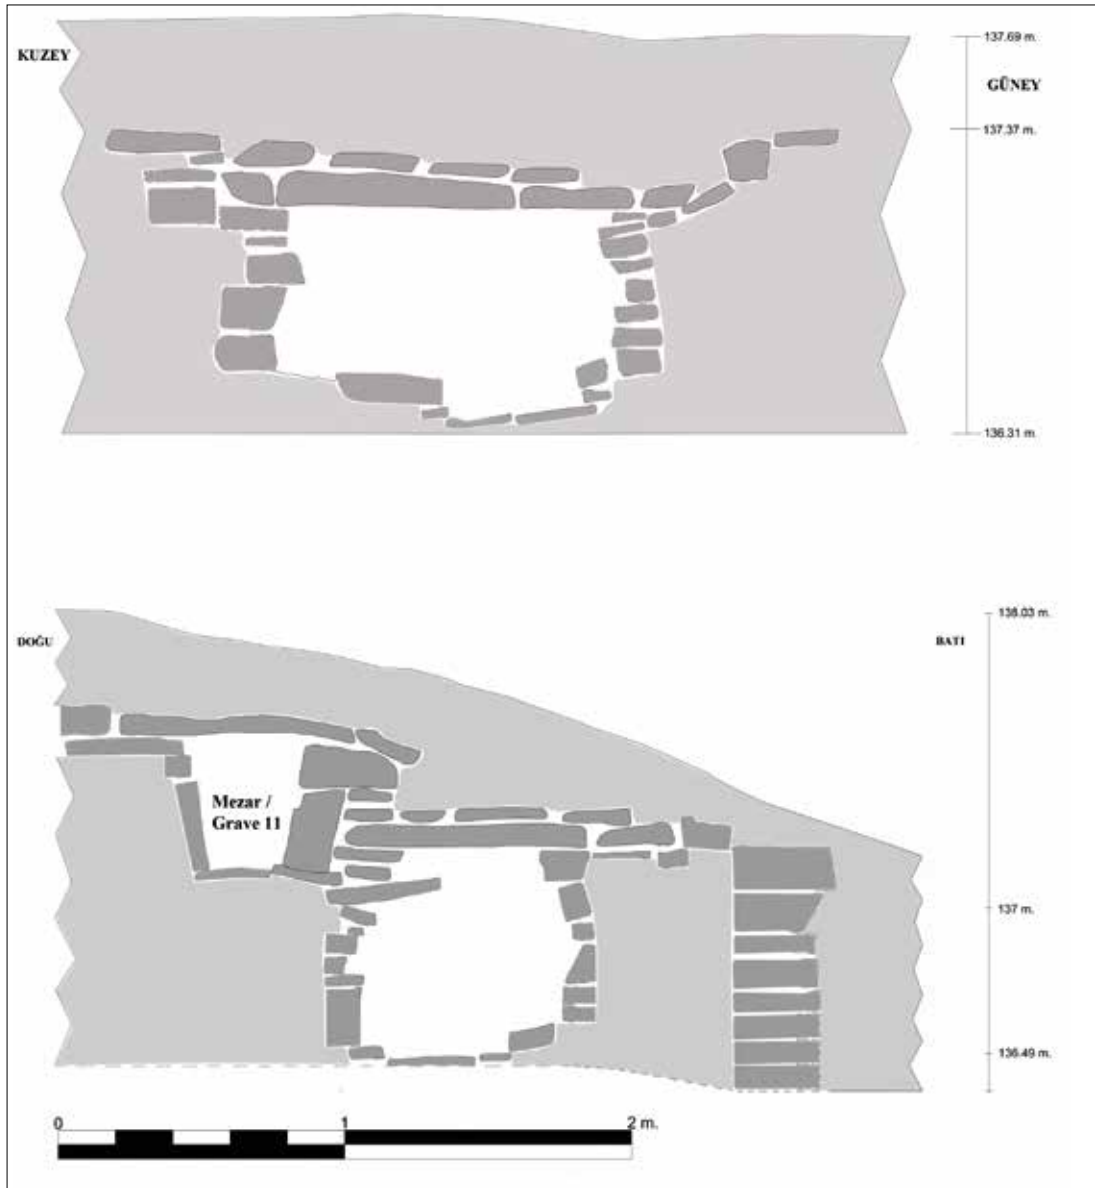 KUZEY
137.69 m.
GÜNEY
137.37 m.
136.31 m.
138.03 m.
DOĞU
BATI
Mezar /
Grave 11
137 m.
136.49 m.
0 1 2 m.